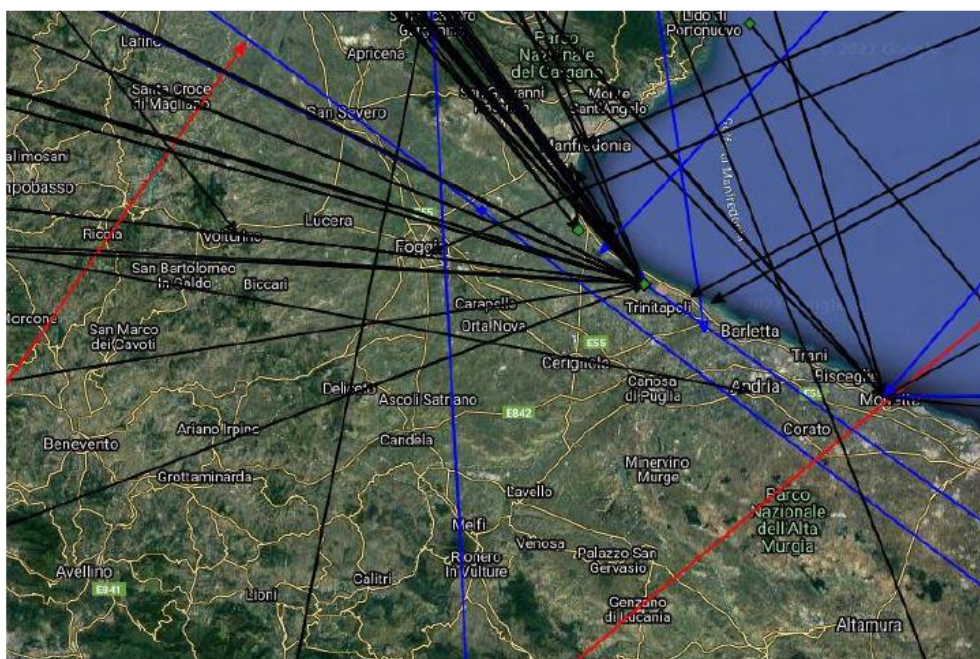 Larino
Apricena
Parco
Nazionale
del Gargano
Lido di
Portonuovo
Santa Croce
di Magliano
San Severo
Monte
Sant'Angelo
Manfredonia
Golfo di Manfredonia
Riccia
Volturino
Lucera
E55
Foggia
San Bartolomeo
In Galdo
Biccari
Carapelle
Orta Nova
Trinitapoli
San Marco
dei Cavoti
Barletta
E55
Cerignola
Trani
Bisceglie
Deliceto
Ascoli Satriano
Canosa
di Puglia
Andria
E55
Molfetta
E842
Benevento
Ariano Irpino
Candela
Corato
Grottaminarda
Minervino
Murge
Lavello
Parco
Nazionale
dell'Alta
Murgia
Melfi
Venosa
Palazzo San
Gervasio
Avellino
E841
Lioni
Calitri
Rionero
In Vulture
Genzano
di Lucania
Altamura